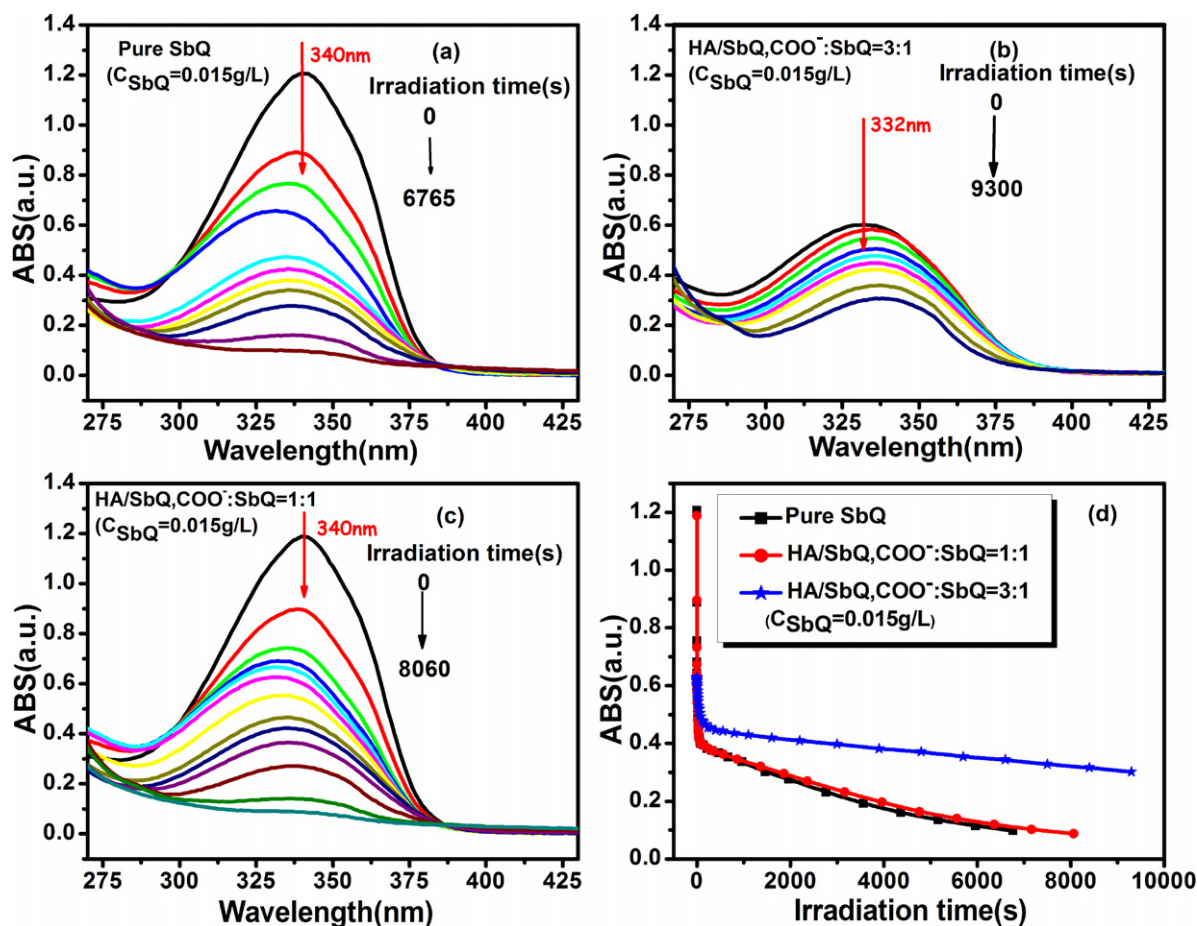 Pure SbQ
(CSbQ=0.015g/L)
(a)
340nm
Irradiation time(s)
0
6765
1.4
1.2
1.0
0.8
0.6
0.4
0.2
0.0
ABS(a.u.)
275 300 325 350 375 400 425
Wavelength(nm)
HA/SbQ,COO⁻:SbQ=3:1
(CSbQ=0.015g/L)
(b)
332nm
Irradiation time(s)
0
9300
1.4
1.2
1.0
0.8
0.6
0.4
0.2
0.0
ABS(a.u.)
275 300 325 350 375 400 425
Wavelength(nm)
HA/SbQ,COO⁻:SbQ=1:1
(CSbQ=0.015g/L)
(c)
340nm
Irradiation time(s)
0
8060
1.4
1.2
1.0
0.8
0.6
0.4
0.2
0.0
ABS(a.u.)
275 300 325 350 375 400 425
Wavelength(nm)
(d)
Pure SbQ
HA/SbQ,COO⁻:SbQ=1:1
HA/SbQ,COO⁻:SbQ=3:1
(CSbQ=0.015g/L)
1.2
1.0
0.8
0.6
0.4
0.2
0.0
ABS(a.u.)
0 2000 4000 6000 8000 10000
Irradiation time(s)